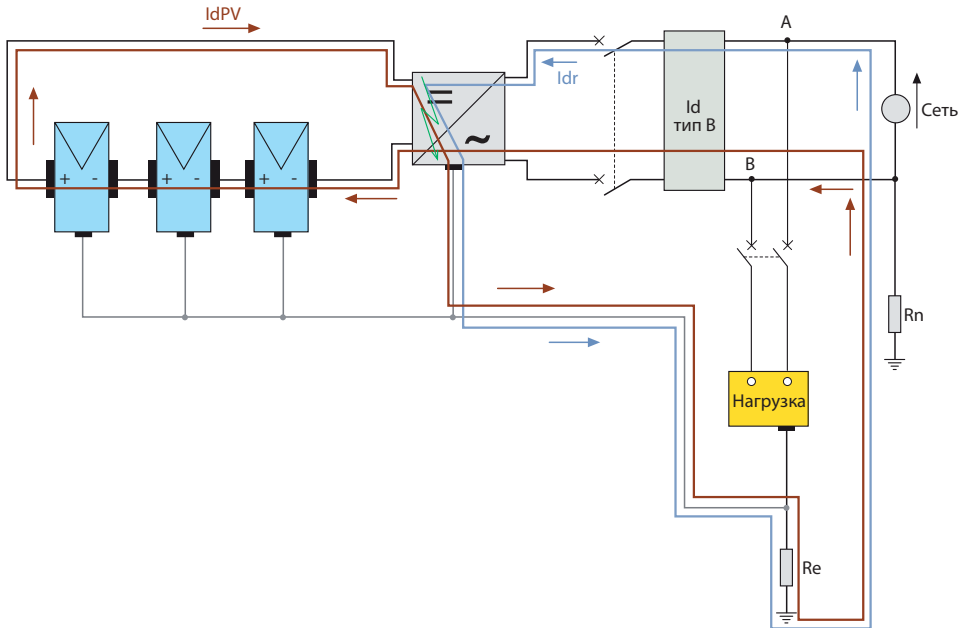 IdPV
A
Idr
Id
тип B
Сеть
B
+ -
+ -
+ -
Rn
Нагрузка
Re